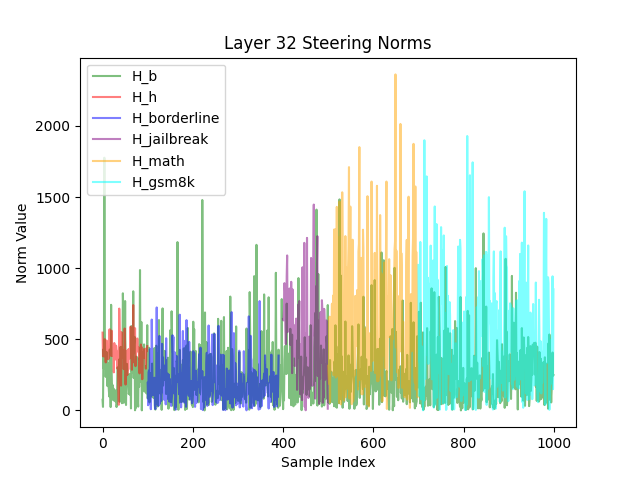 Layer 32 Steering Norms
H_b
H_h
H_borderline
H_jailbreak
H_math
H_gsm8k
Norm Value
2000
1500
1000
500
0
0 200 400 600 800 1000
Sample Index